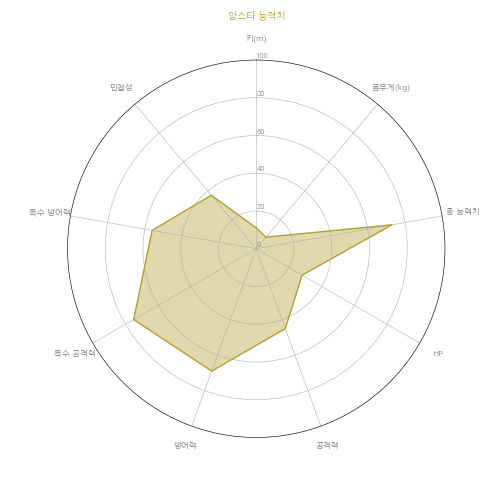 암스타 능력치
키(m)
몸무게(kg)
총 능력치
HP
공격력
방어력
특수 공격력
특수 방어력
민첩성
100
80
60
40
20
0